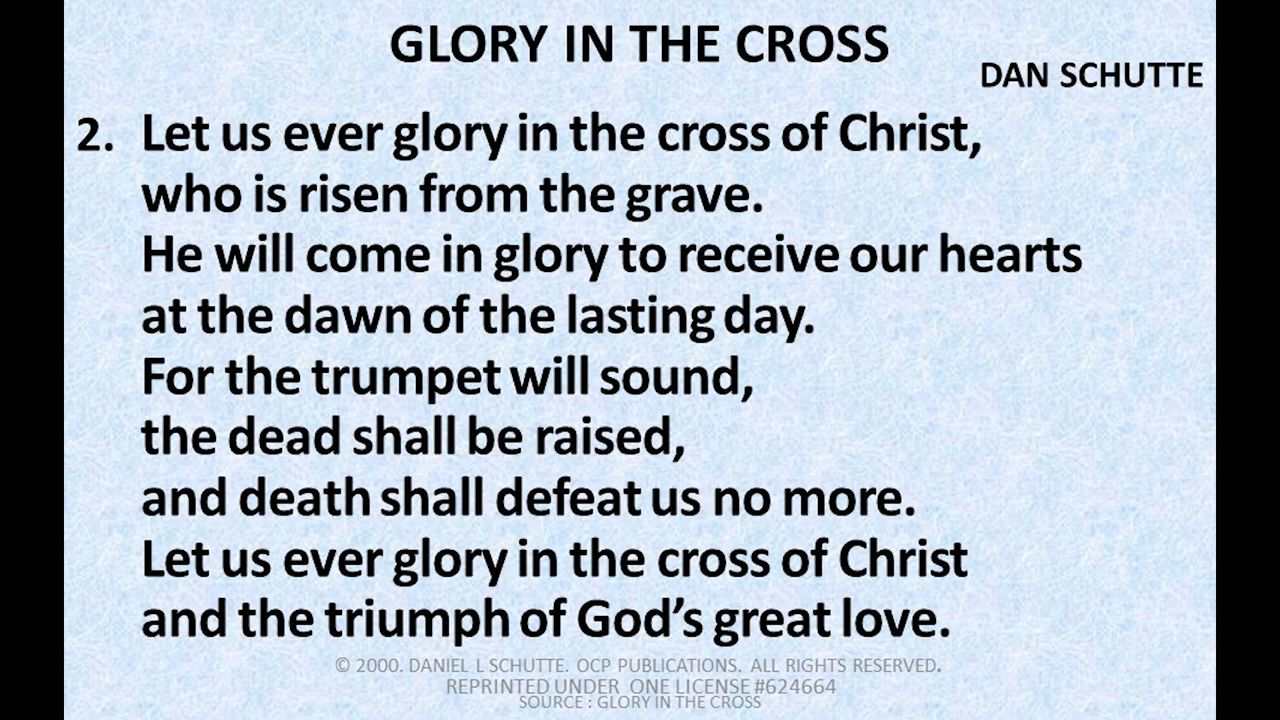 GLORY IN THE CROSS
DAN SCHUTTE
2. Let us ever glory in the cross of Christ,
who is risen from the grave.
He will come in glory to receive our hearts
at the dawn of the lasting day.
For the trumpet will sound,
the dead shall be raised,
and death shall defeat us no more.
Let us ever glory in the cross of Christ
and the triumph of God’s great love.
© 2000. DANIEL L SCHUTTE. OCP PUBLICATIONS. ALL RIGHTS RESERVED.
REPRINTED UNDER ONE LICENSE #624664
SOURCE : GLORY IN THE CROSS